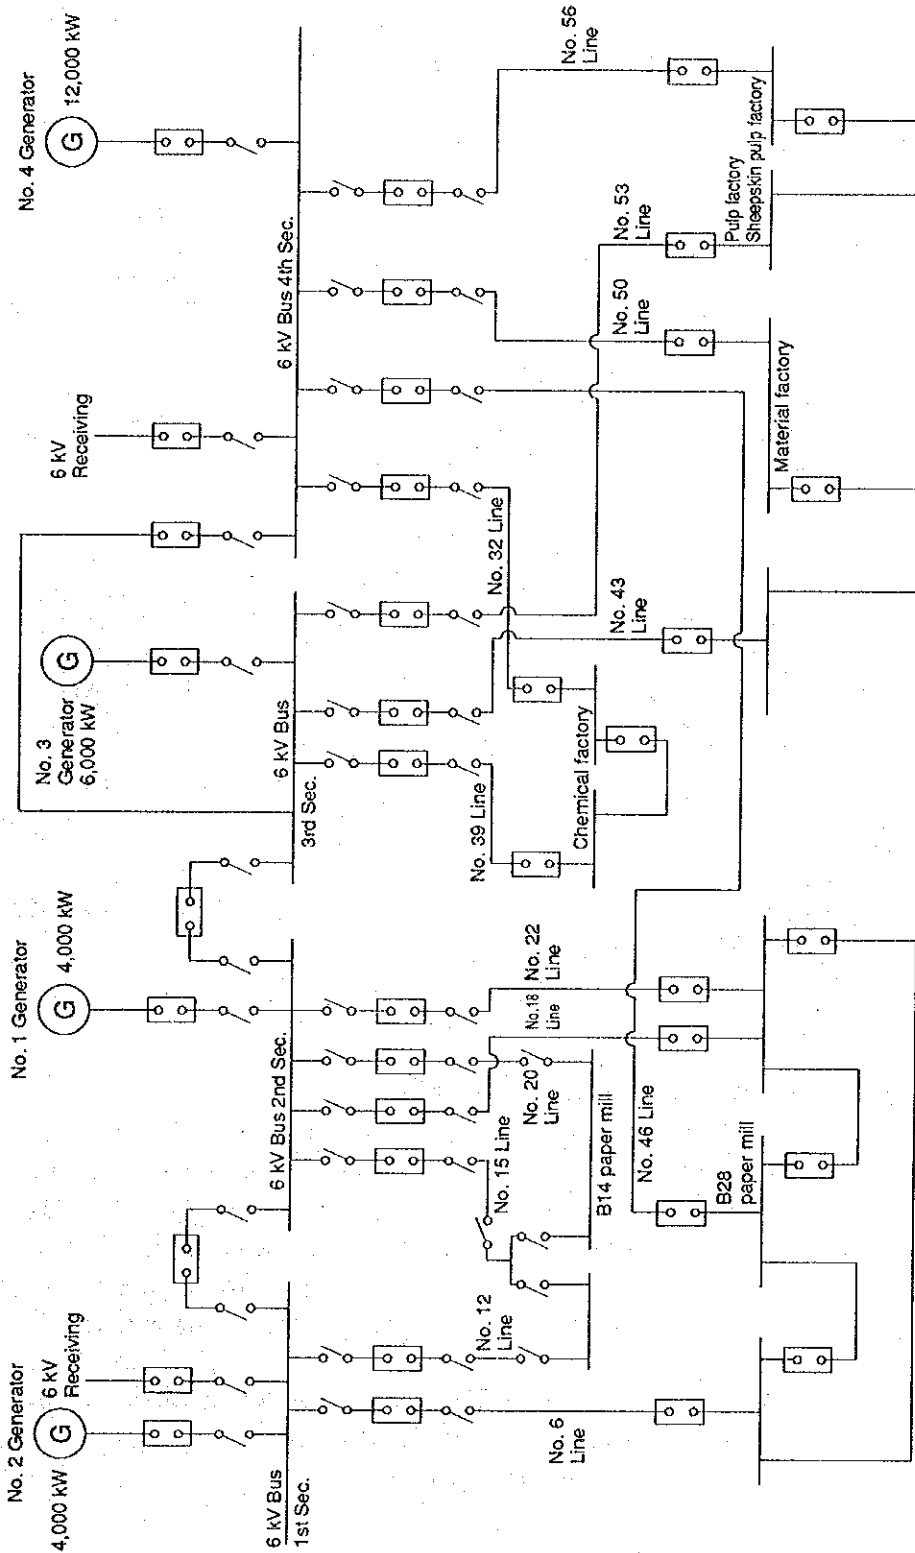 No. 2 Generator
G
4,000 kW
6 kV
Receiving
No. 1 Generator
G
4,000 kW
No. 3
Generator
6,000 kW
G
6 kV
Receiving
No. 4 Generator
G
12,000 kW
6 kV Bus
1st Sec.
6 kV Bus 2nd Sec.
6 kV Bus
3rd Sec.
6 kV Bus 4th Sec.
No. 6
Line
No. 12
Line
No. 15 Line
No. 20
Line
No.18
Line
No. 22
Line
No. 39 Line
No. 32 Line
No. 43
Line
No. 50
Line
No. 53
Line
No. 56
Line
No. 46 Line
B14 paper mill
B28
paper mill
Chemical factory
Material factory
Pulp factory
Sheepskin pulp factory